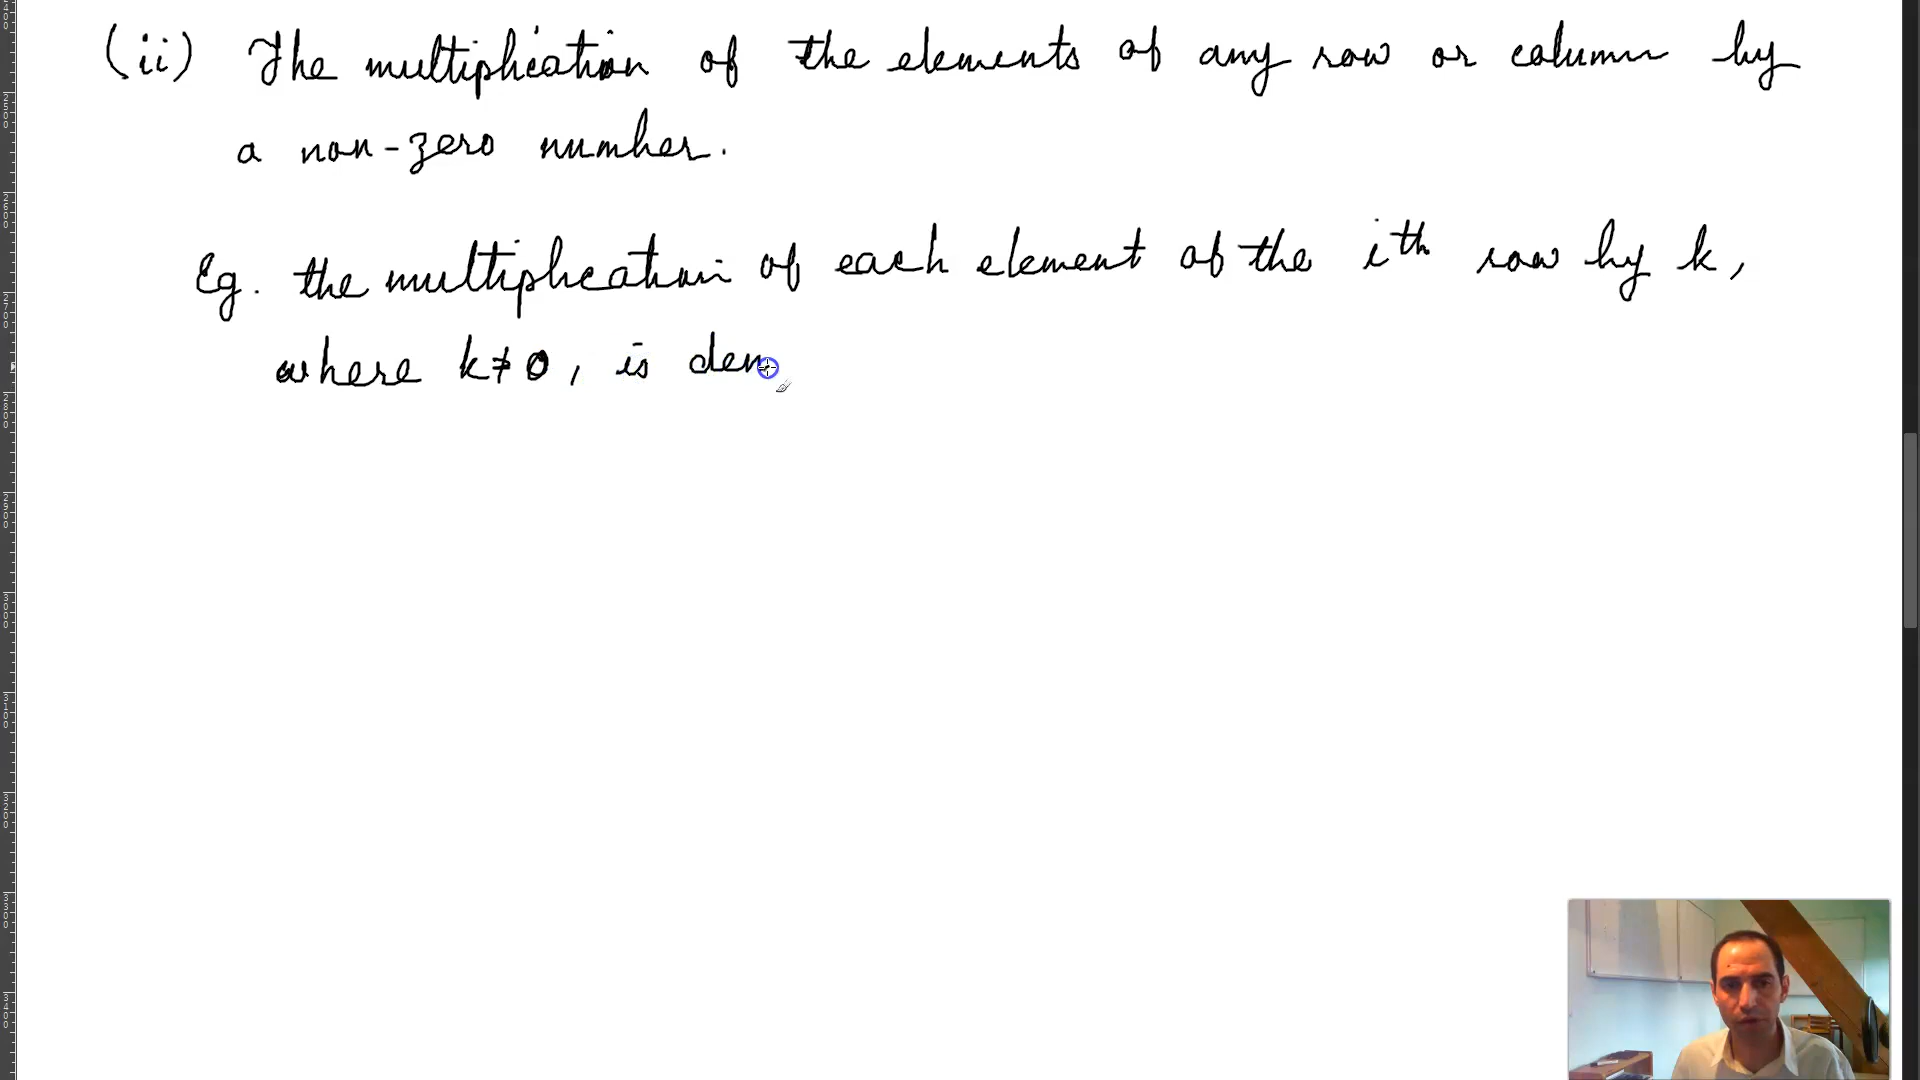 (ii) The multiplication of the elements of any row or column by
a non-zero number.
Eg. the multiplication of each element of the ith row by k,
where k≠0, is den